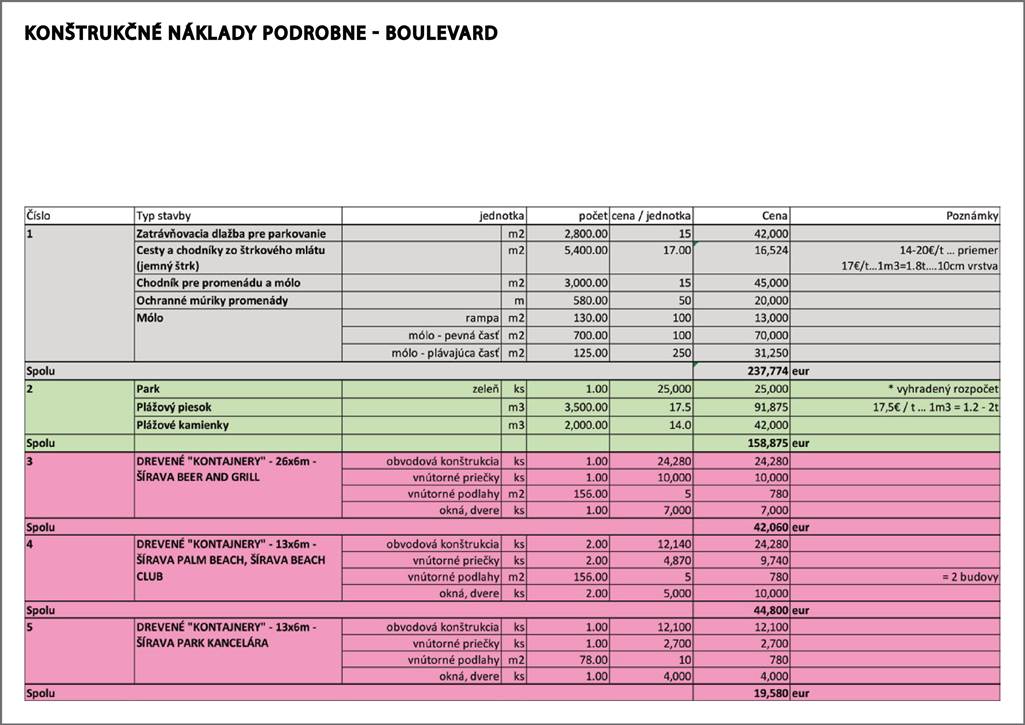 KONŠTRUKČNÉ NÁKLADY PODROBNE - BOULEVARD
Číslo Typ stavby jednotka počet cena / jednotka Cena Poznámky
1 Zatrávňovacia dlažba pre parkovanie m2 2,800.00 15 42,000
Cesty a chodníky zo štrkového mlátu m2 5,400.00 17.00 16,524 14-20€/t ... priemer
(jemný štrk) 17€/t...1m3=1.8t....10cm vrstva
Chodník pre promenádu a mólo m2 3,000.00 15 45,000
Ochranné múriky promenády m 580.00 50 20,000
Mólo rampa m2 130.00 100 13,000
mólo - pevná časť m2 700.00 100 70,000
mólo - plávajúca časť m2 125.00 250 31,250
Spolu 237,774 eur
2 Park zeleň ks 1.00 25,000 25,000 * vyhradený rozpočet
Plážový piesok m3 3,500.00 17.5 91,875 17,5€ / t ... 1m3 = 1.2 - 2t
Plážové kamienky m3 2,000.00 14.0 42,000
Spolu 158,875 eur
3 DREVENÉ "KONTAJNERY" - 26x6m - obvodová konštrukcia ks 1.00 24,280 24,280
ŠÍRAVA BEER AND GRILL vnútorné priečky ks 1.00 10,000 10,000
vnútorné podlahy m2 156.00 5 780
okná, dvere ks 1.00 7,000 7,000
Spolu 42,060 eur
4 DREVENÉ "KONTAJNERY" - 13x6m - obvodová konštrukcia ks 2.00 12,140 24,280
ŠÍRAVA PALM BEACH, ŠÍRAVA BEACH vnútorné priečky ks 2.00 4,870 9,740
CLUB vnútorné podlahy m2 156.00 5 780 = 2 budovy
okná, dvere ks 2.00 5,000 10,000
Spolu 44,800 eur
5 DREVENÉ "KONTAJNERY" - 13x6m - obvodová konštrukcia ks 1.00 12,100 12,100
ŠÍRAVA PARK KANCELÁRA vnútorné priečky ks 1.00 2,700 2,700
vnútorné podlahy m2 78.00 10 780
okná, dvere ks 1.00 4,000 4,000
Spolu 19,580 eur